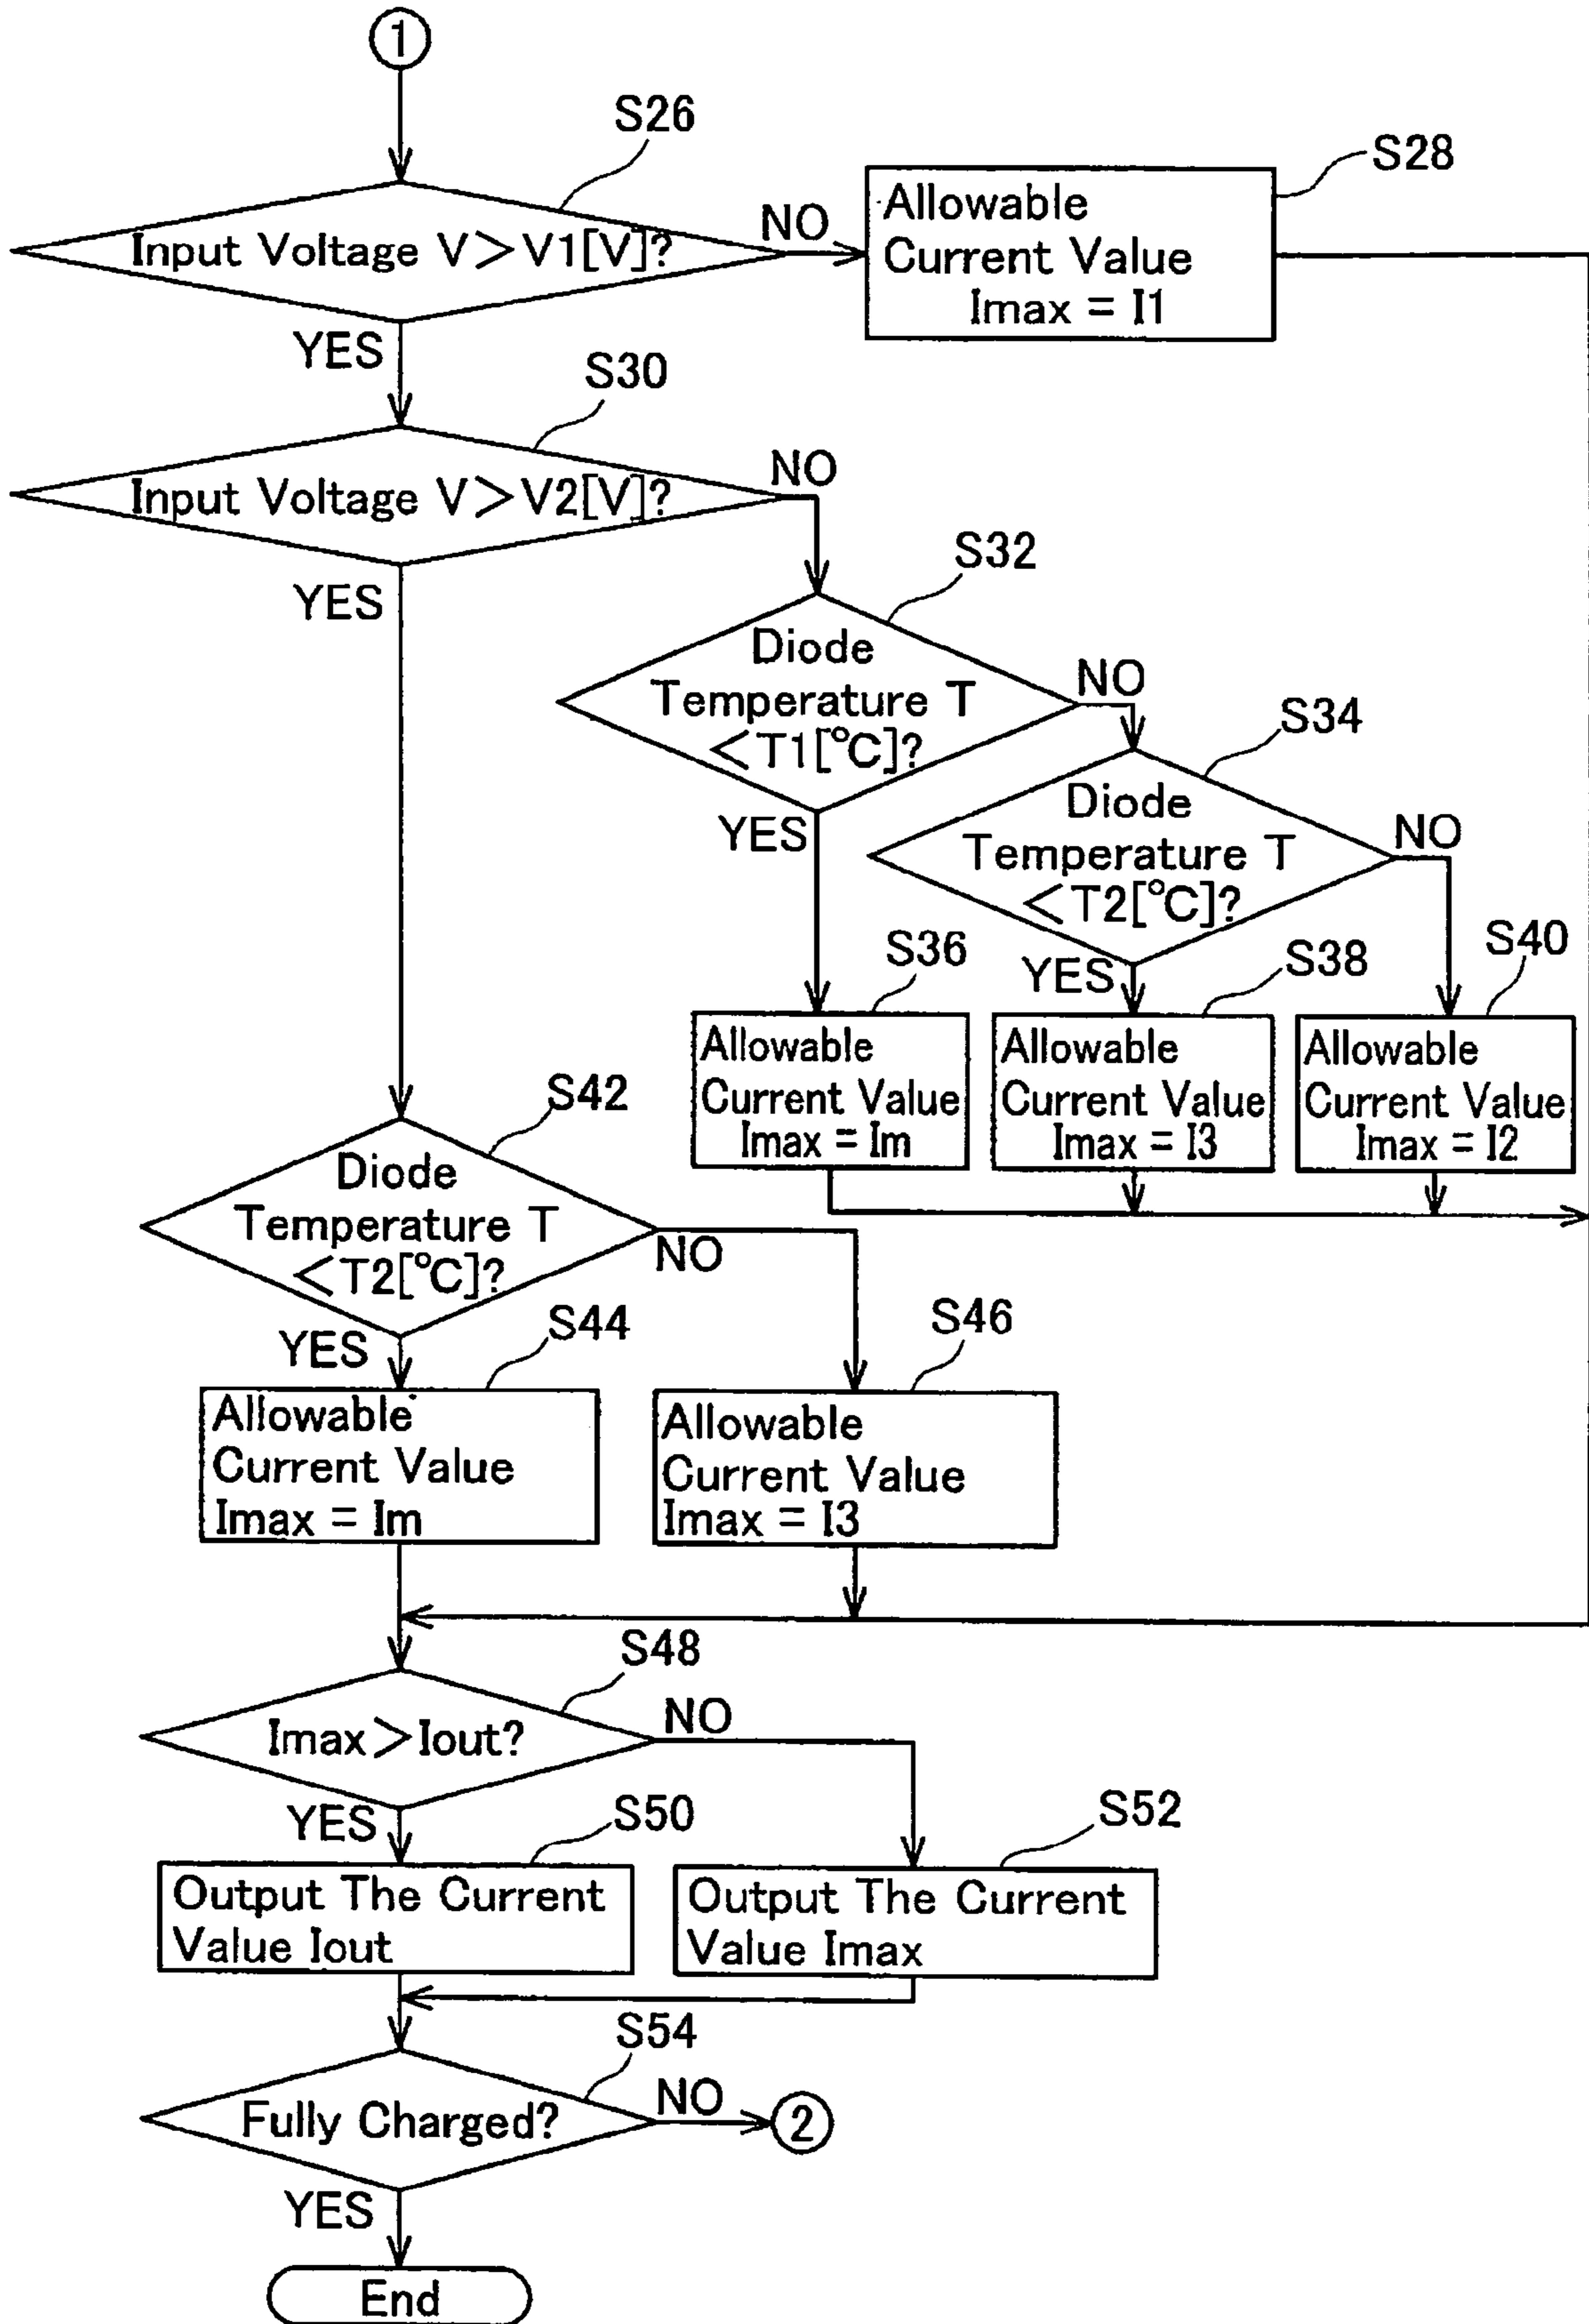 1
S26
Input Voltage V>V1[V]?
NO
S28
Allowable
Current Value
Imax = I1
YES
S30
Input Voltage V>V2[V]?
NO
YES
S32
Diode
Temperature T
<T1[℃]?
NO
YES
S34
Diode
Temperature T
<T2[℃]?
NO
YES
S36
Allowable
Current Value
Imax = Im
S38
Allowable
Current Value
Imax = I3
S40
Allowable
Current Value
Imax = I2
S42
Diode
Temperature T
<T2[℃]?
NO
YES
S44
Allowable
Current Value
Imax = Im
S46
Allowable
Current Value
Imax = I3
S48
Imax>Iout?
NO
YES
S50
Output The Current
Value Iout
S52
Output The Current
Value Imax
S54
Fully Charged?
NO
2
YES
End